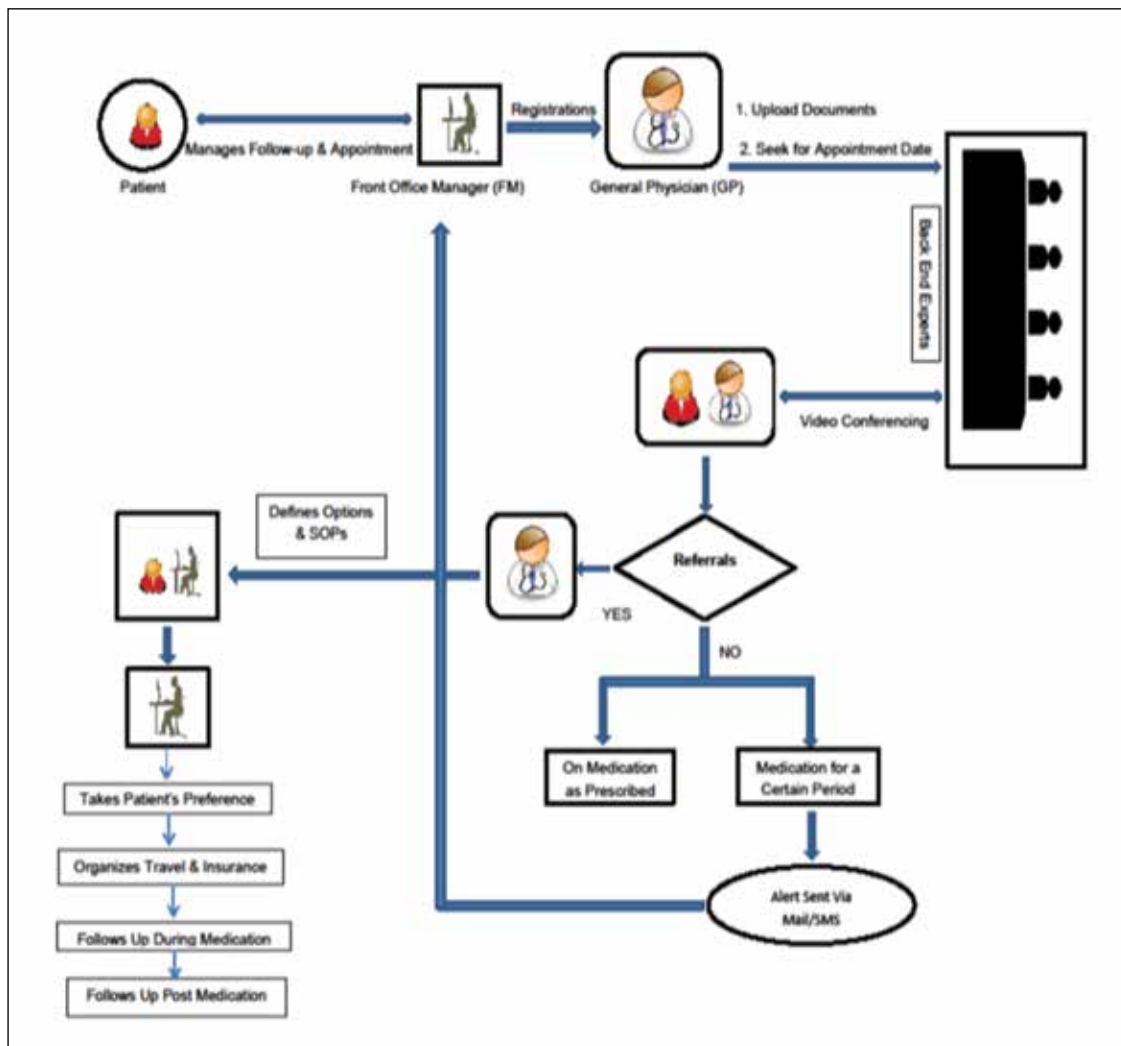 Registrations
1. Upload Documents
Manages Follow-up & Appointment
2. Seek for Appointment Date
Patient
Front Office Manager (FM)
General Physician (GP)
Back End Experts
Video Conferencing
Defines Options
& SOPs
Referrals
YES
NO
On Medication
as Prescribed
Medication for a
Certain Period
Takes Patient's Preference
Organizes Travel & Insurance
Alert Sent Via
Mail/SMS
Follows Up During Medication
Follows Up Post Medication